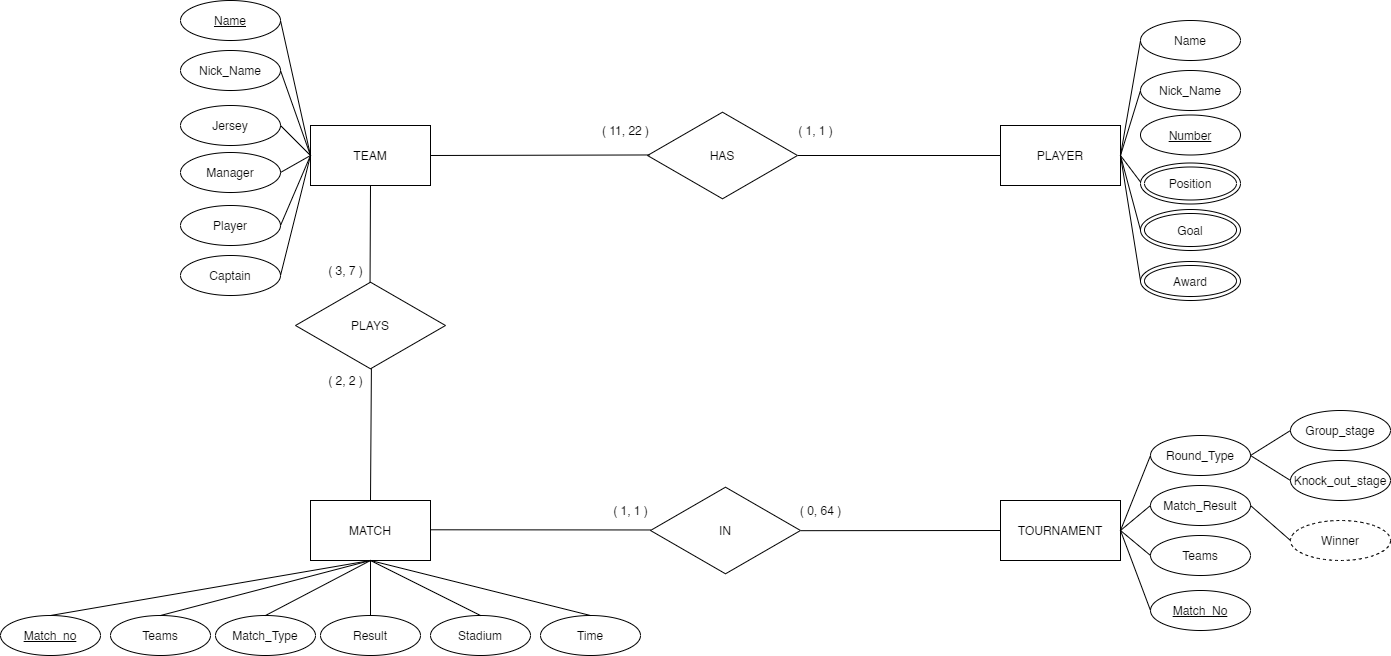 Name
Nick_Name
Jersey
Manager
Player
Captain
TEAM
( 11, 22 )
HAS
( 1, 1 )
PLAYER
Name
Nick_Name
Number
Position
Goal
Award
( 3, 7 )
PLAYS
( 2, 2 )
MATCH
( 1, 1 )
IN
( 0, 64 )
TOURNAMENT
Round_Type
Group_stage
Knock_out_stage
Match_Result
Winner
Teams
Match_No
Match_no
Teams
Match_Type
Result
Stadium
Time